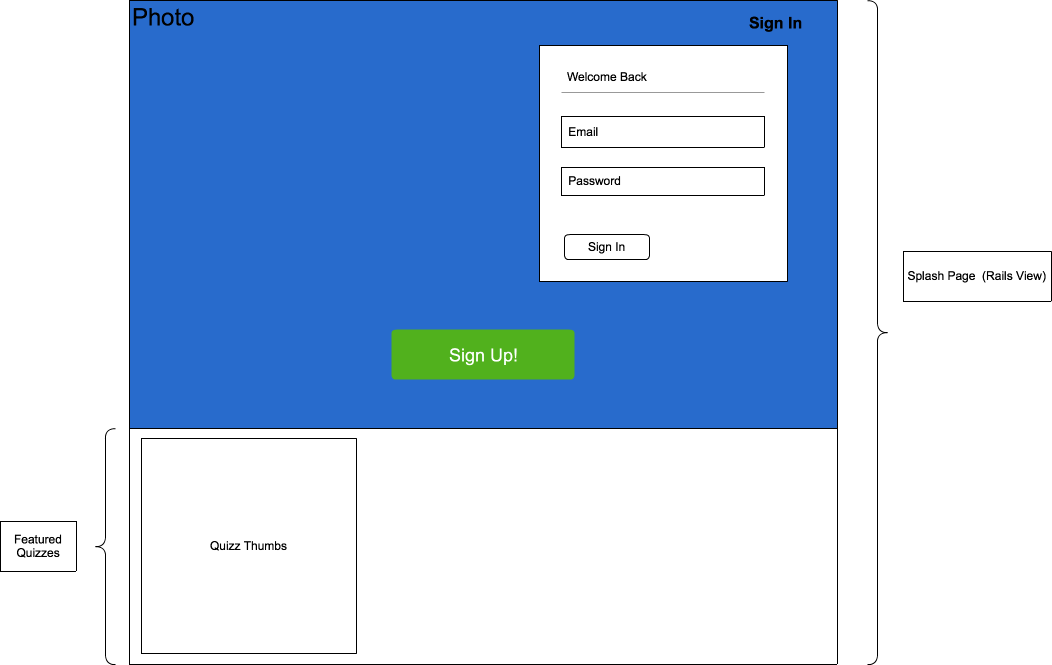 Photo
Sign In
Welcome Back
Email
Password
Sign In
Sign Up!
Splash Page  (Rails View)
Featured
Quizzes
Quizz Thumbs